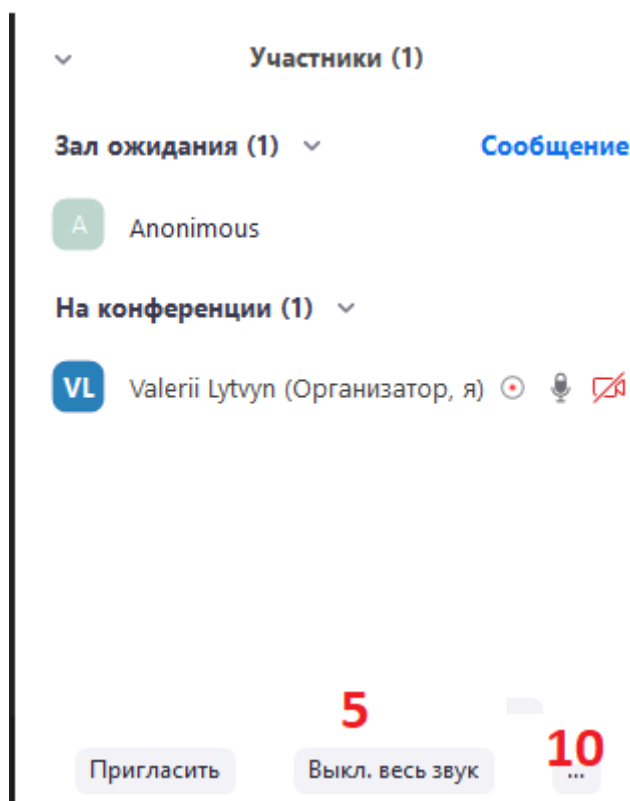 Участники (1)
Зал ожидания (1) Сообщение
A Anonimous
На конференции (1)
VL Valerii Lytvyn (Организатор, я)
5
10
Пригласить Выкл. весь звук ...